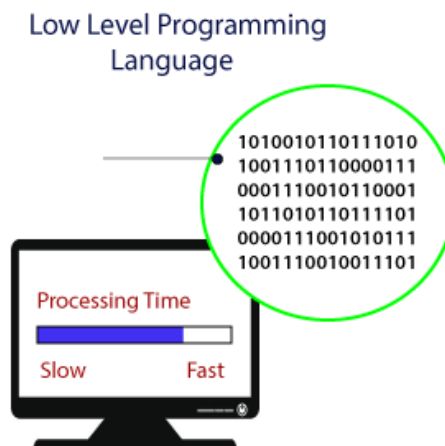 Low Level Programming
Language
1010010110111010
1001110110000111
0001110010110001
1011010110111101
0000111001010111
1001110010011101
Processing Time
Slow Fast